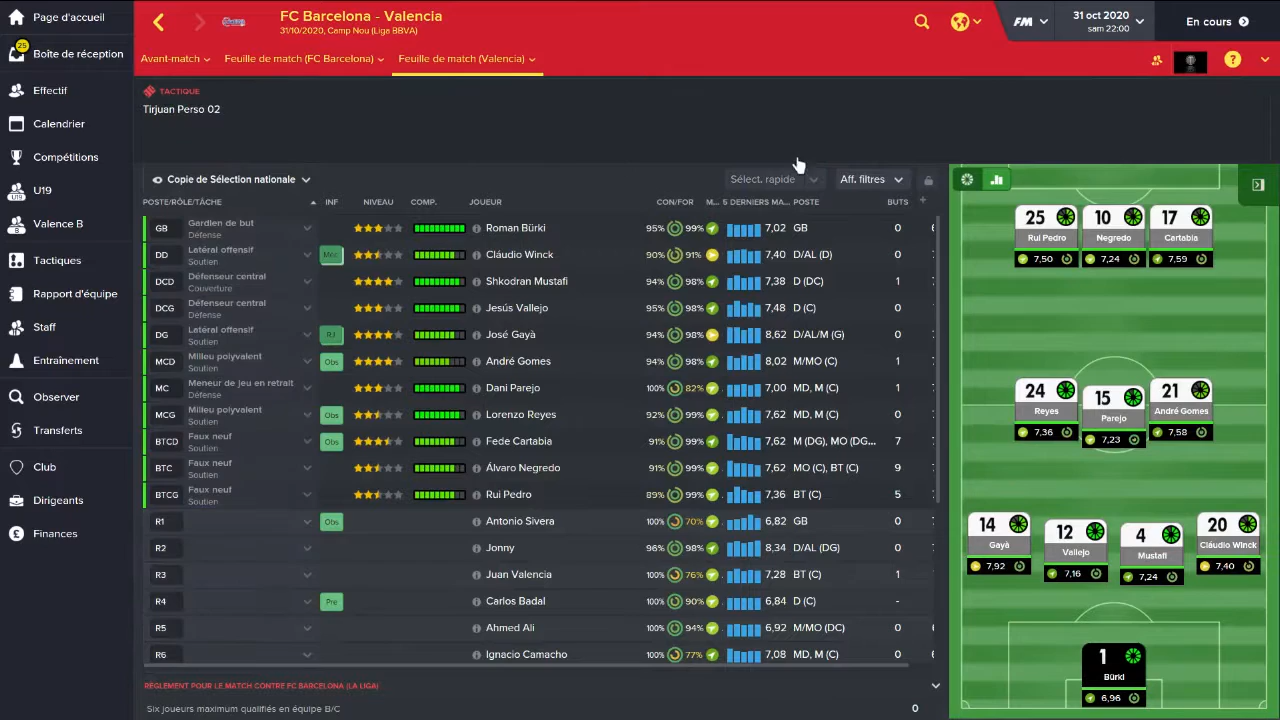 Page d'accueil
25
Boîte de réception
Effectif
Calendrier
Compétitions
U19
U19
Valence B
B
Tactiques
Rapport d'équipe
Staff
Entraînement
Observer
Transferts
Club
Dirigeants
Finances
FC Barcelona - Valencia
31/10/2020, Camp Nou (Liga BBVA)
FM
31 oct 2020
sam 22:00
En cours
Avant-match
Feuille de match (FC Barcelona)
Feuille de match (Valencia)
?
TACTIQUE
Tirjuan Perso 02
Copie de Sélection nationale
Sélect. rapide
Aff. filtres
POSTE/RÔLE/TÂCHE INF NIVEAU COMP. JOUEUR CON/FOR M... 5 DERNIERS MA... POSTE BUTS
GB Gardien de but Défense Roman Bürki 95% 99% 7,02 GB 0
DD Latéral offensif Soutien Méc Cláudio Winck 90% 91% 7,40 D/AL (D) 0
DCD Défenseur central Couverture Shkodran Mustafi 94% 98% 7,38 D (DC) 1
DCG Défenseur central Défense Jesús Vallejo 95% 98% 7,48 D (C) 0
DG Latéral offensif Soutien R3 José Gayà 94% 98% 8,62 D/AL/M (G) 0
MCD Milieu polyvalent Soutien Obs André Gomes 94% 98% 8,02 M/MO (C) 1
MC Meneur de jeu en retrait Défense Dani Parejo 100% 82% 7,00 MD, M (C) 1
MCG Milieu polyvalent Soutien Obs Lorenzo Reyes 92% 99% 7,62 MD, M (C) 0
BTCD Faux neuf Soutien Obs Fede Cartabia 91% 99% 7,62 M (DG), MO (DG... 7
BTC Faux neuf Soutien Álvaro Negredo 91% 99% 7,62 MO (C), BT (C) 9
BTCG Faux neuf Soutien Rui Pedro 89% 99% 7,36 BT (C) 5
R1 Obs Antonio Sivera 100% 70% 6,82 GB 0
R2 Jonny 96% 98% 8,34 D/AL (DG) 0
R3 Juan Valencia 100% 76% 7,28 BT (C) 1
R4 Pre Carlos Badal 100% 90% 6,84 D (C) -
R5 Ahmed Ali 100% 94% 6,92 M/MO (DC) 0
R6 Ignacio Camacho 100% 77% 7,08 MD, M (C) 0
RÈGLEMENT POUR LE MATCH CONTRE FC BARCELONA (LA LIGA)
Six joueurs maximum qualifiés en équipe B/C 0
25 10 17
Rui Pedro Negredo Cartabia
7,50 7,24 7,59
24 15 21
Reyes Parejo André Gomes
7,36 7,23 7,58
14 12 4 20
Gayà Vallejo Mustafi Cláudio Winck
7,92 7,16 7,24 7,40
1
Bürki
6,96